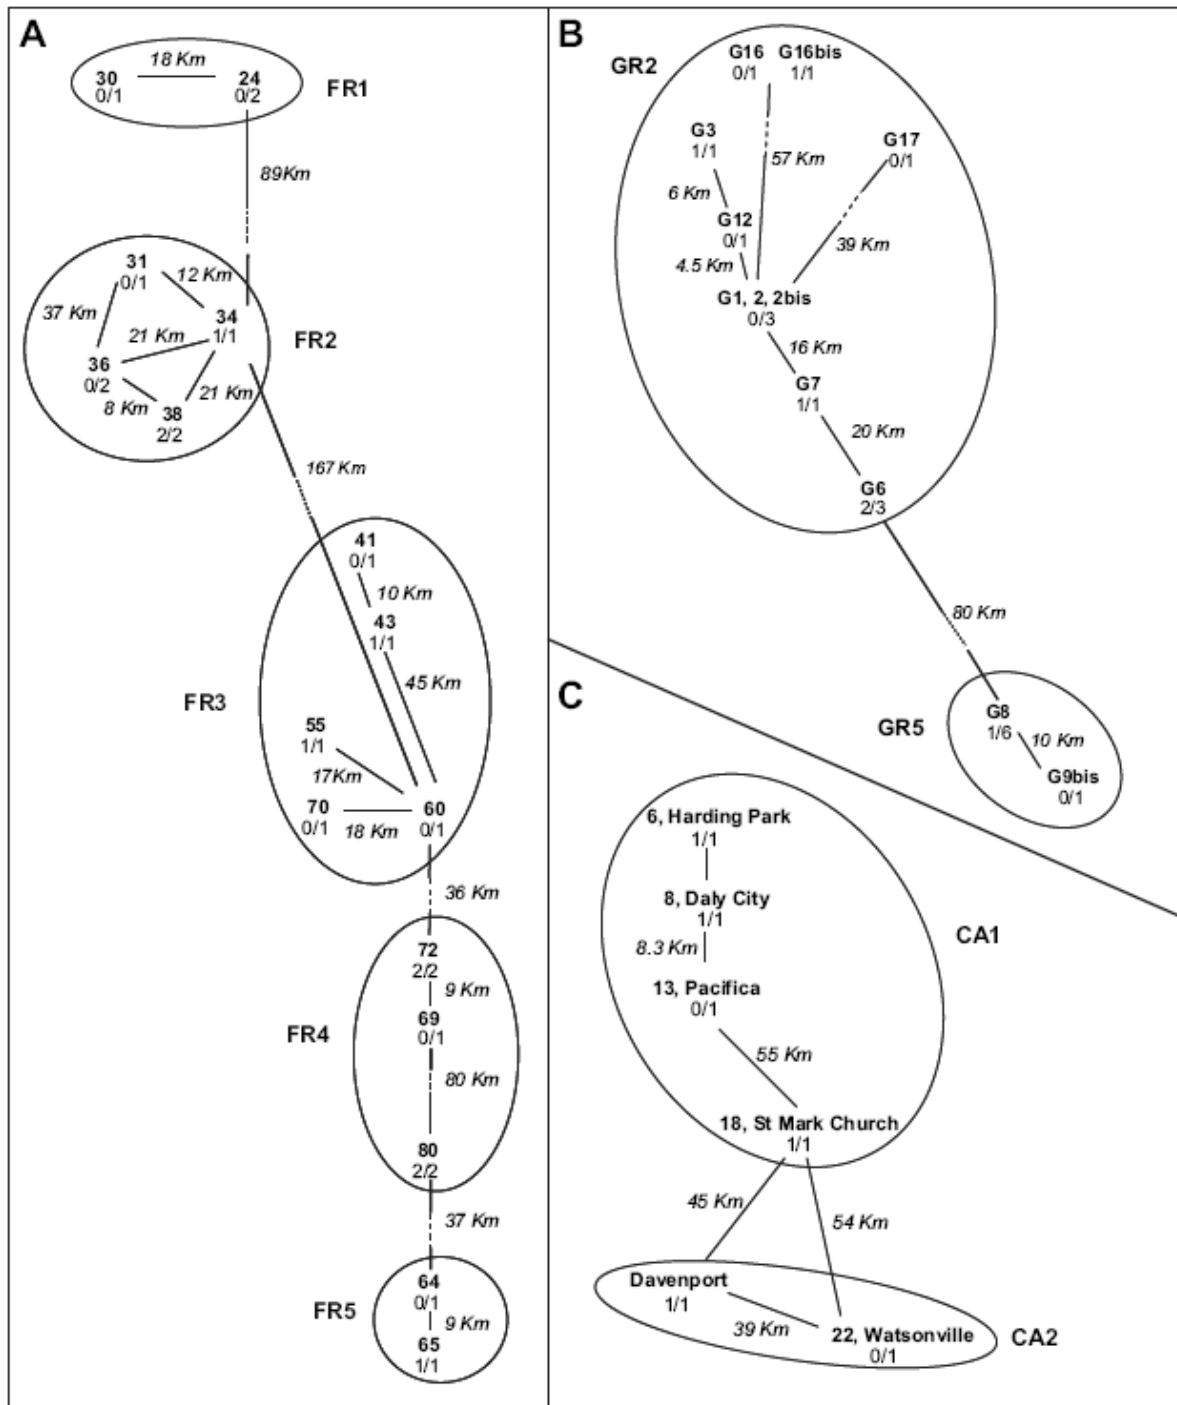 A
18 Km
30
0/1
24
0/2
FR1
89Km
31
0/1
12 Km
37 Km
34
1/1
21 Km
FR2
36
0/2
21 Km
8 Km
38
2/2
167 Km
41
0/1
10 Km
43
1/1
45 Km
FR3
55
1/1
17Km
70
0/1
18 Km
60
0/1
36 Km
72
2/2
9 Km
69
0/1
FR4
80 Km
80
2/2
37 Km
64
0/1
FR5
9 Km
65
1/1
B
GR2
G16
0/1
G16bis
1/1
G3
1/1
G17
0/1
57 Km
6 Km
G12
0/1
39 Km
4.5 Km
G1, 2, 2bis
0/3
16 Km
G7
1/1
20 Km
G6
2/3
80 Km
GR5
G8
1/6
10 Km
G9bis
0/1
C
6, Harding Park
1/1
8, Daly City
1/1
CA1
8.3 Km
13, Pacifica
0/1
55 Km
18, St Mark Church
1/1
45 Km
54 Km
Davenport
1/1
39 Km
22, Watsonville
0/1
CA2